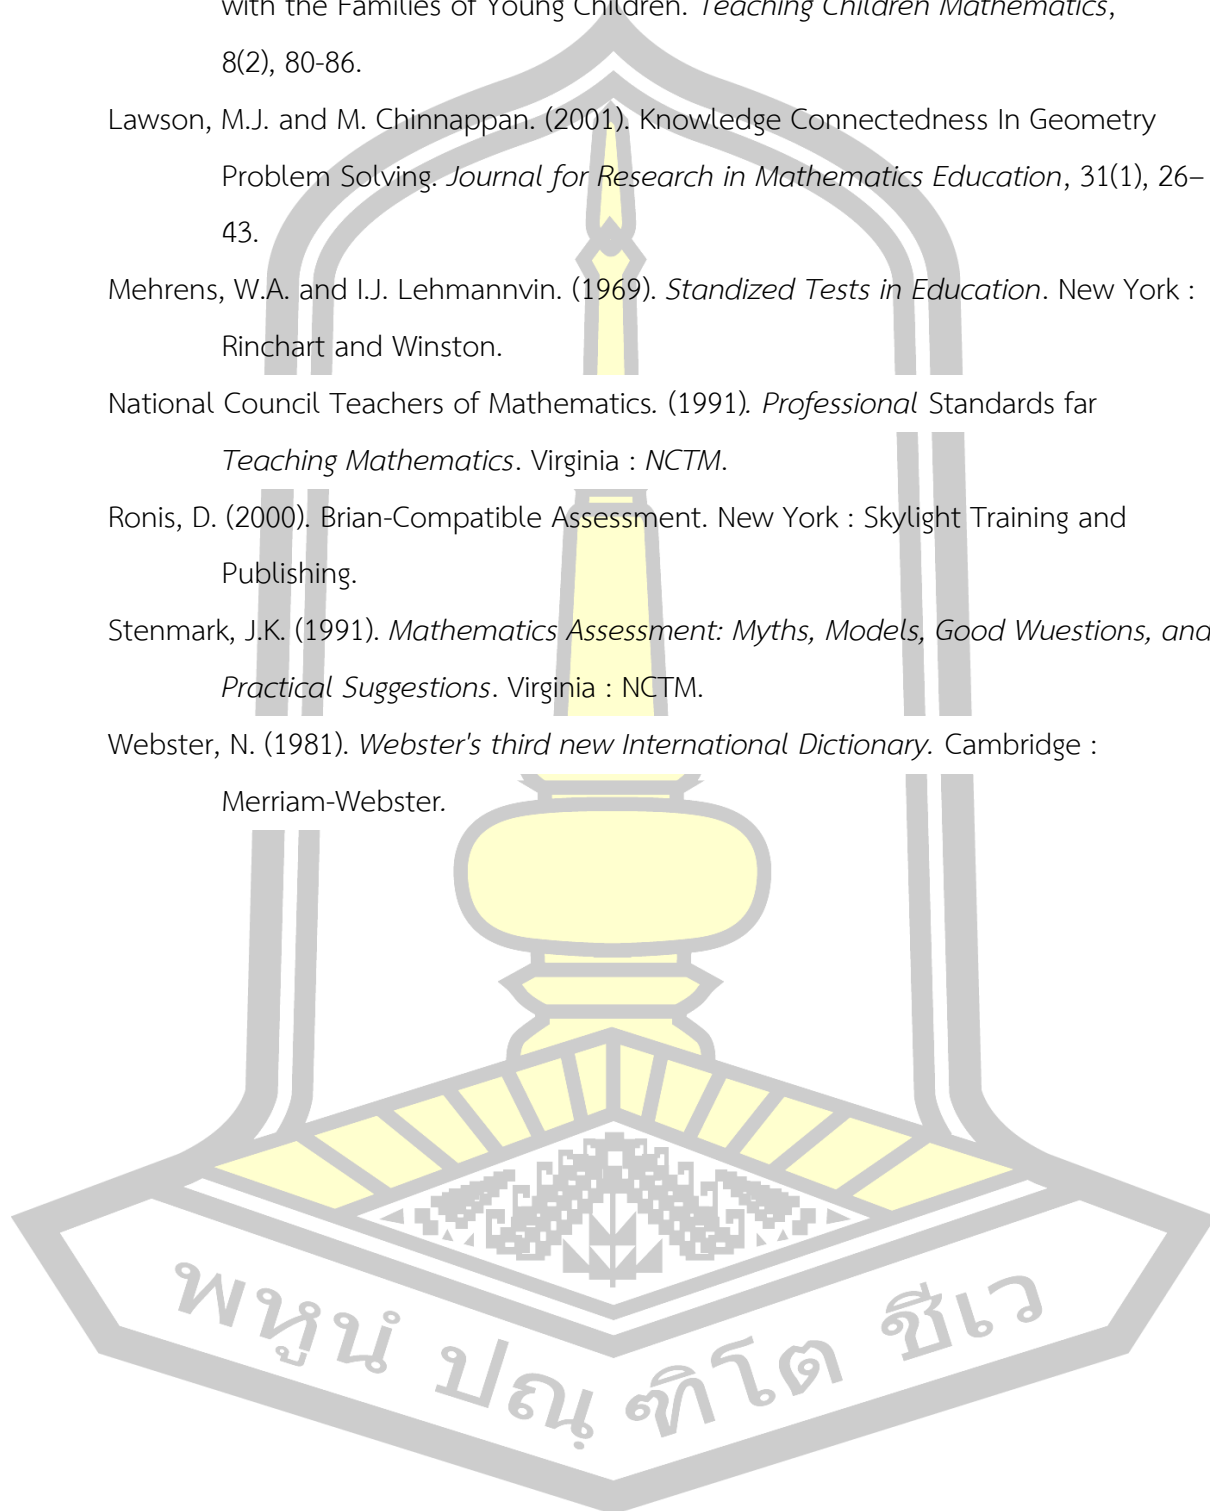 with the Families of Young Children. Teaching Children Mathematics,
8(2), 80-86.
Lawson, M.J. and M. Chinnappan. (2001). Knowledge Connectedness In Geometry
Problem Solving. Journal for Research in Mathematics Education, 31(1), 26–
43.
Mehrens, W.A. and I.J. Lehmannvin. (1969). Standized Tests in Education. New York :
Rinchart and Winston.
National Council Teachers of Mathematics. (1991). Professional Standards far
Teaching Mathematics. Virginia : NCTM.
Ronis, D. (2000). Brian-Compatible Assessment. New York : Skylight Training and
Publishing.
Stenmark, J.K. (1991). Mathematics Assessment: Myths, Models, Good Wuestions, and
Practical Suggestions. Virginia : NCTM.
Webster, N. (1981). Webster's third new International Dictionary. Cambridge :
Merriam-Webster.
พหูนํ ปณฺ ฑิโต ชีเว